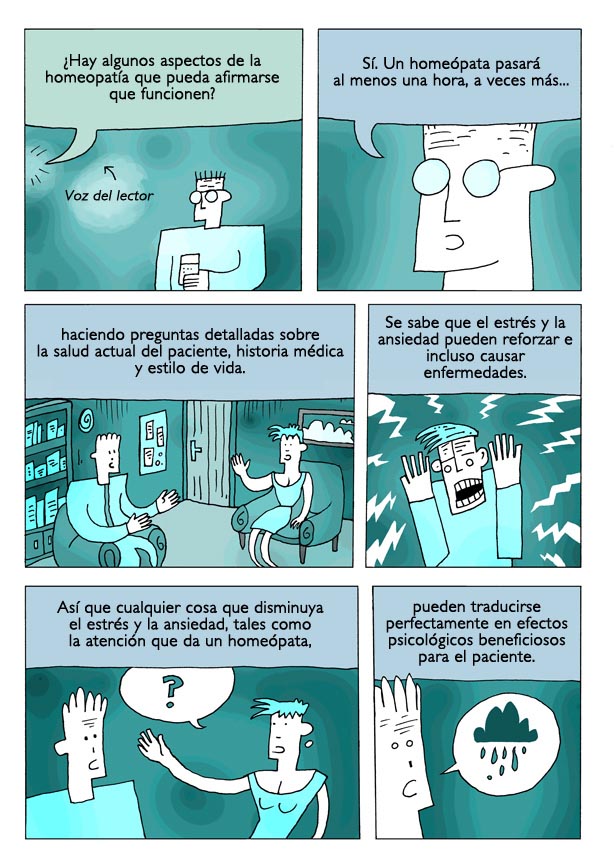 ¿Hay algunos aspectos de la
homeopatía que pueda afirmarse
que funcionen?
Voz del lector
Sí. Un homeópata pasará
al menos una hora, a veces más...
haciendo preguntas detalladas sobre
la salud actual del paciente, historia médica
y estilo de vida.
Se sabe que el estrés y la
ansiedad pueden reforzar e
incluso causar
enfermedades.
Así que cualquier cosa que disminuya
el estrés y la ansiedad, tales como
la atención que da un homeópata,
?
pueden traducirse
perfectamente en efectos
psicológicos beneficiosos
para el paciente.